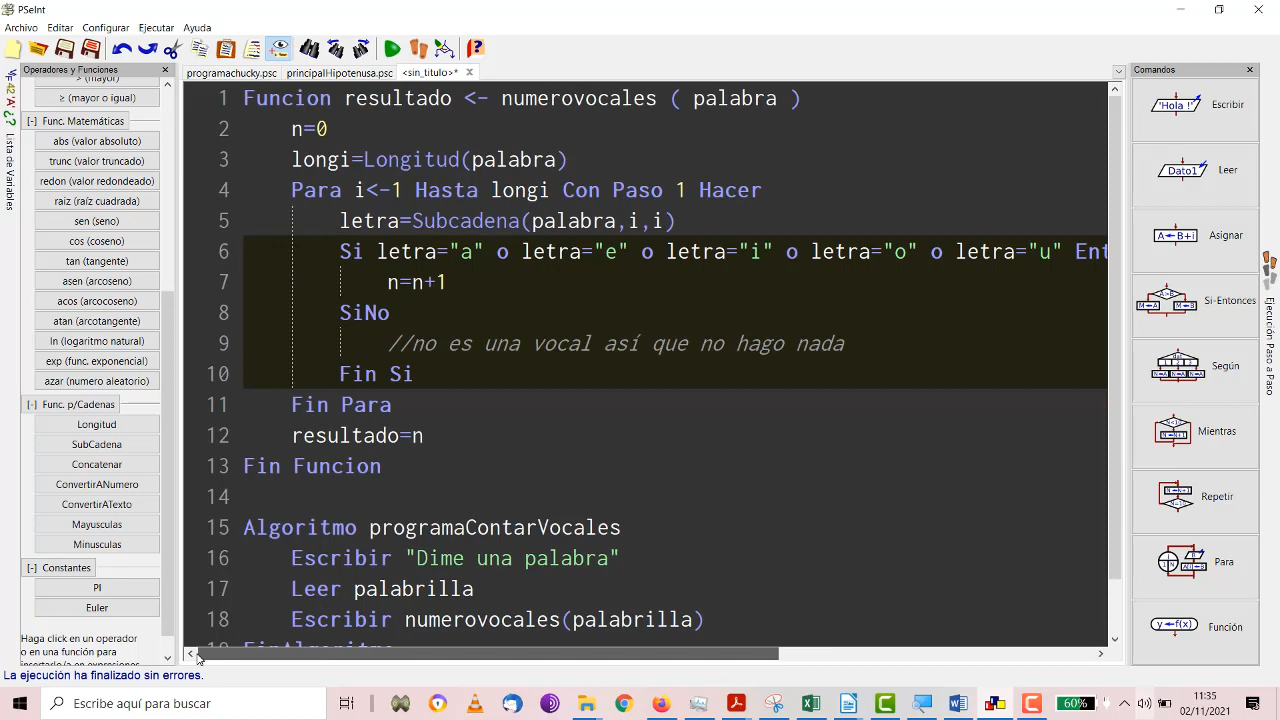 PSeInt
Archivo Editar Configurar Ejecutar Ayuda
Operadores y Funciones
programachucky.psc principalHipotenusa.psc <sin_titulo>*
Comandos
≥ (mayor o igual)
[-] Func. Matemáticas
abs (valor absoluto)
trunc (valor truncado)
redon (valor redondeado)
raiz (raíz cuadrada)
sen (seno)
cos (coseno)
tan (tangente)
asen (arcoseno)
acos (arcocoseno)
atan (arcotangente)
ln (logaritmo natural)
exp (func. exponencial)
azar (numero aleatorio)
[-] Func. p/Cadenas
Longitud
SubCadena
Concatenar
ConvertirANumero
ConvertirATexto
Mayusculas
Minusculas
[-] Constantes
PI
Euler
Haga click en un operador
o en una función para
Lista de Variables
1 Funcion resultado <- numerovocales ( palabra )
2 n=0
3 longi=Longitud(palabra)
4 Para i<-1 Hasta longi Con Paso 1 Hacer
5 letra=Subcadena(palabra,i,i)
6 Si letra="a" o letra="e" o letra="i" o letra="o" o letra="u" Ent
7 n=n+1
8 SiNo
9 //no es una vocal así que no hago nada
10 Fin Si
11 Fin Para
12 resultado=n
13 Fin Funcion
14
15 Algoritmo programaContarVocales
16 Escribir "Dime una palabra"
17 Leer palabrilla
18 Escribir numerovocales(palabrilla)
'Hola !' Escribir
Dato1 Leer
A←B+i Asignar
Si-Entonces
Según
Mientras
Repetir
Para
y←f(x) Función
Ejecución Paso a Paso
La ejecución ha finalizado sin errores.
Escribe aquí para buscar
60%
11:35
02/11/2021